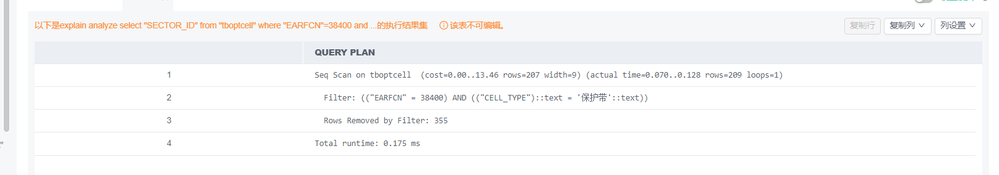 以下是explain analyze select "SECTOR_ID" from "tboptcell" where "EARFCN"=38400 and ...的执行结果集 该表不可编辑。 复制行 复制列 列设置
QUERY PLAN
1 Seq Scan on tboptcell (cost=0.00..13.46 rows=207 width=9) (actual time=0.070..0.128 rows=209 loops=1)
2 Filter: (("EARFCN" = 38400) AND (("CELL_TYPE")::text = '保护带'::text))
3 Rows Removed by Filter: 355
4 Total runtime: 0.175 ms
"